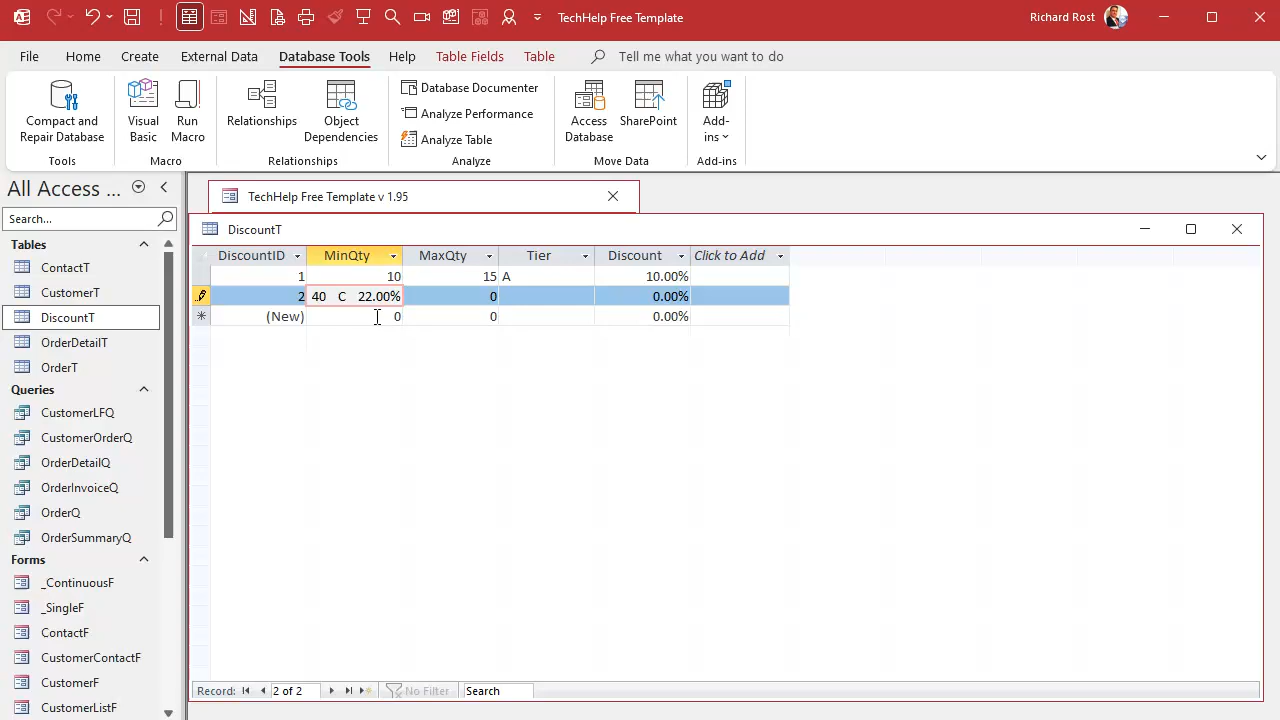 TechHelp Free Template
Richard Rost
File Home Create External Data Database Tools Help Table Fields Table Tell me what you want to do
Compact and Repair Database
Visual Basic
Run Macro
Relationships
Object Dependencies
Database Documenter
Analyze Performance
Analyze Table
Access Database
SharePoint
Add-ins
Tools Macro Relationships Analyze Move Data Add-ins
All Access ...
Search...
Tables
ContactT
CustomerT
DiscountT
OrderDetailT
OrderT
Queries
CustomerLFQ
CustomerOrderQ
OrderDetailQ
OrderInvoiceQ
OrderQ
OrderSummaryQ
Forms
_ContinuousF
_SingleF
ContactF
CustomerContactF
CustomerF
CustomerListF
TechHelp Free Template v 1.95
DiscountT
DiscountID MinQty MaxQty Tier Discount Click to Add
1 10 15 A 10.00%
2 40 C 22.00% 0 0.00%
(New) 0 0 0.00%
Record: 2 of 2 No Filter Search